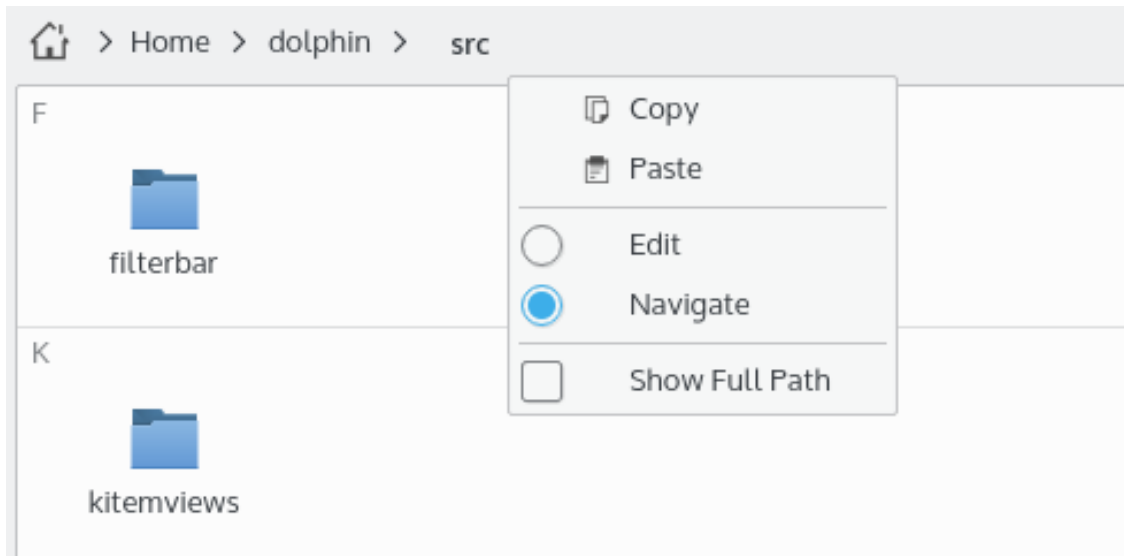 > Home > dolphin > src
F
filterbar
K
kitemviews
Copy
Paste
Edit
Navigate
Show Full Path